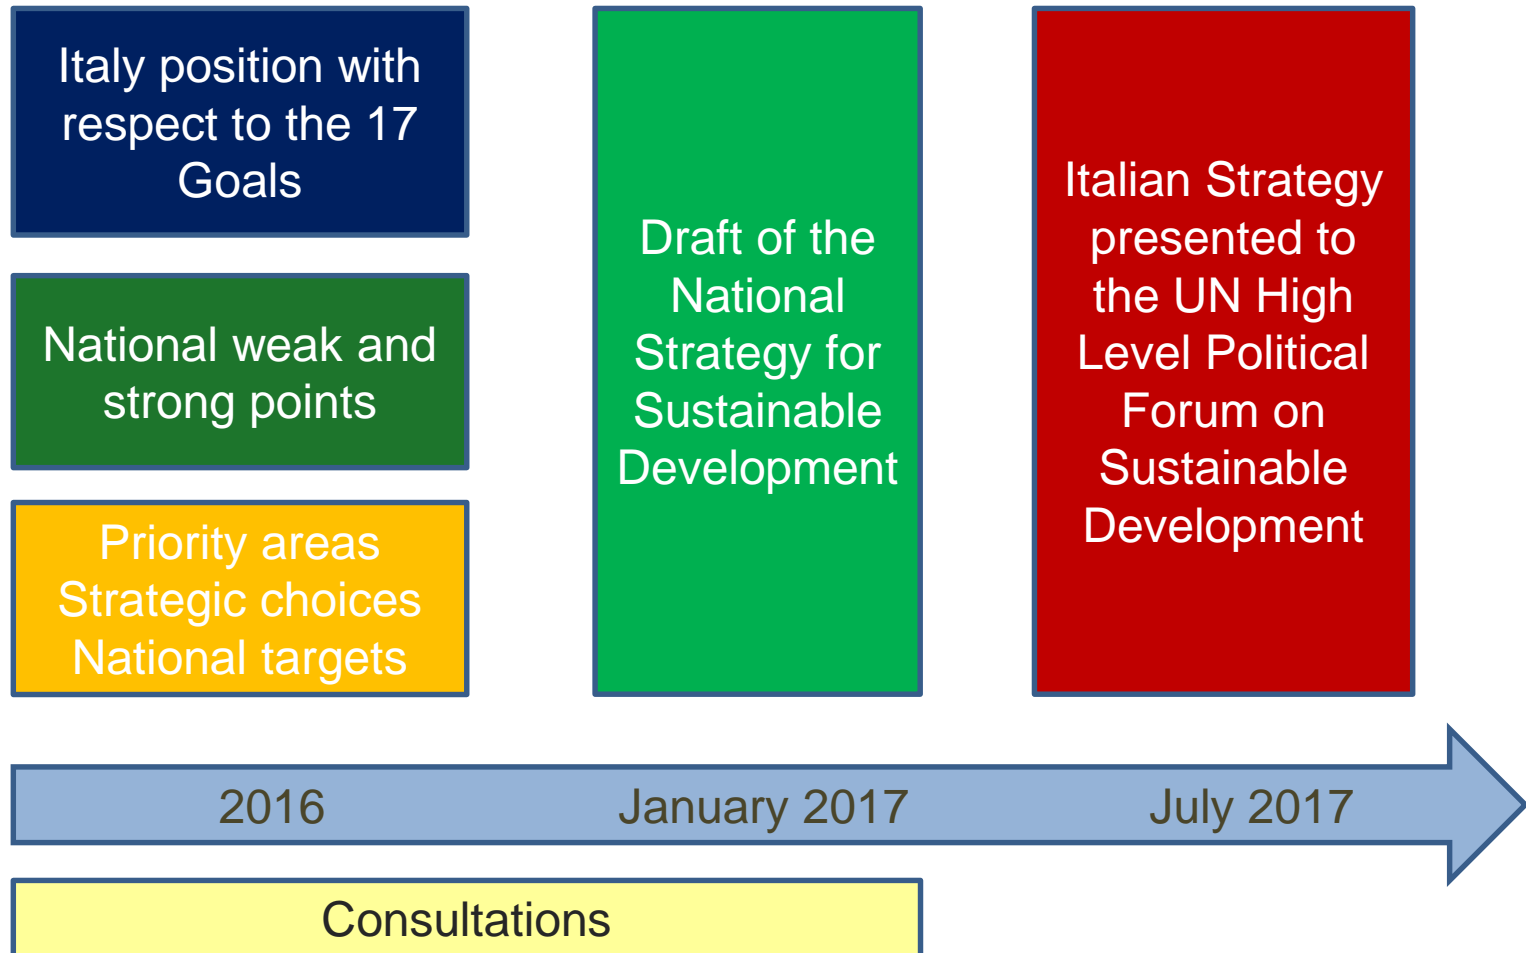 Italy position with
respect to the 17
Goals
National weak and
strong points
Priority areas
Strategic choices
National targets
Draft of the
National
Strategy for
Sustainable
Development
Italian Strategy
presented to
the UN High
Level Political
Forum on
Sustainable
Development
2016
January 2017
July 2017
Consultations